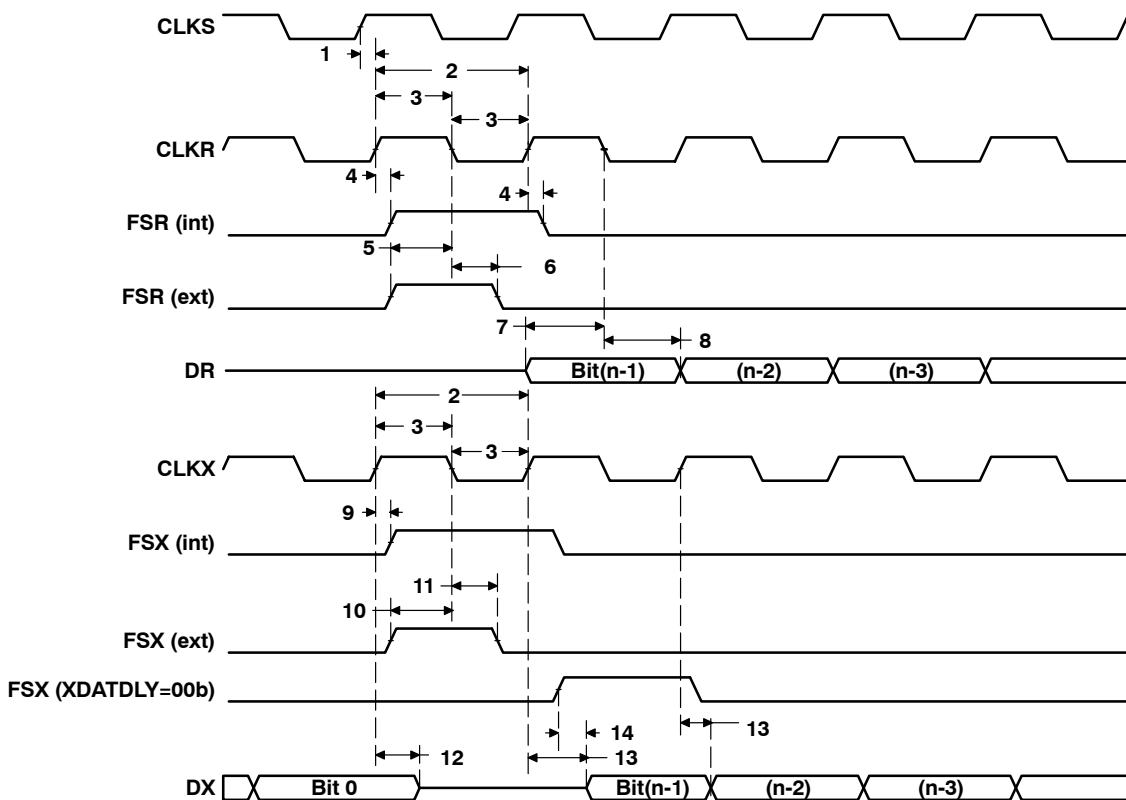 CLKS
1
2
3
3
CLKR
4
4
FSR (int)
5
6
FSR (ext)
7
8
DR Bit(n-1) (n-2) (n-3)
2
3
3
CLKX
9
FSX (int)
11
10
FSX (ext)
FSX (XDATDLY=00b)
14 13
12 13
DX Bit 0 Bit(n-1) (n-2) (n-3)